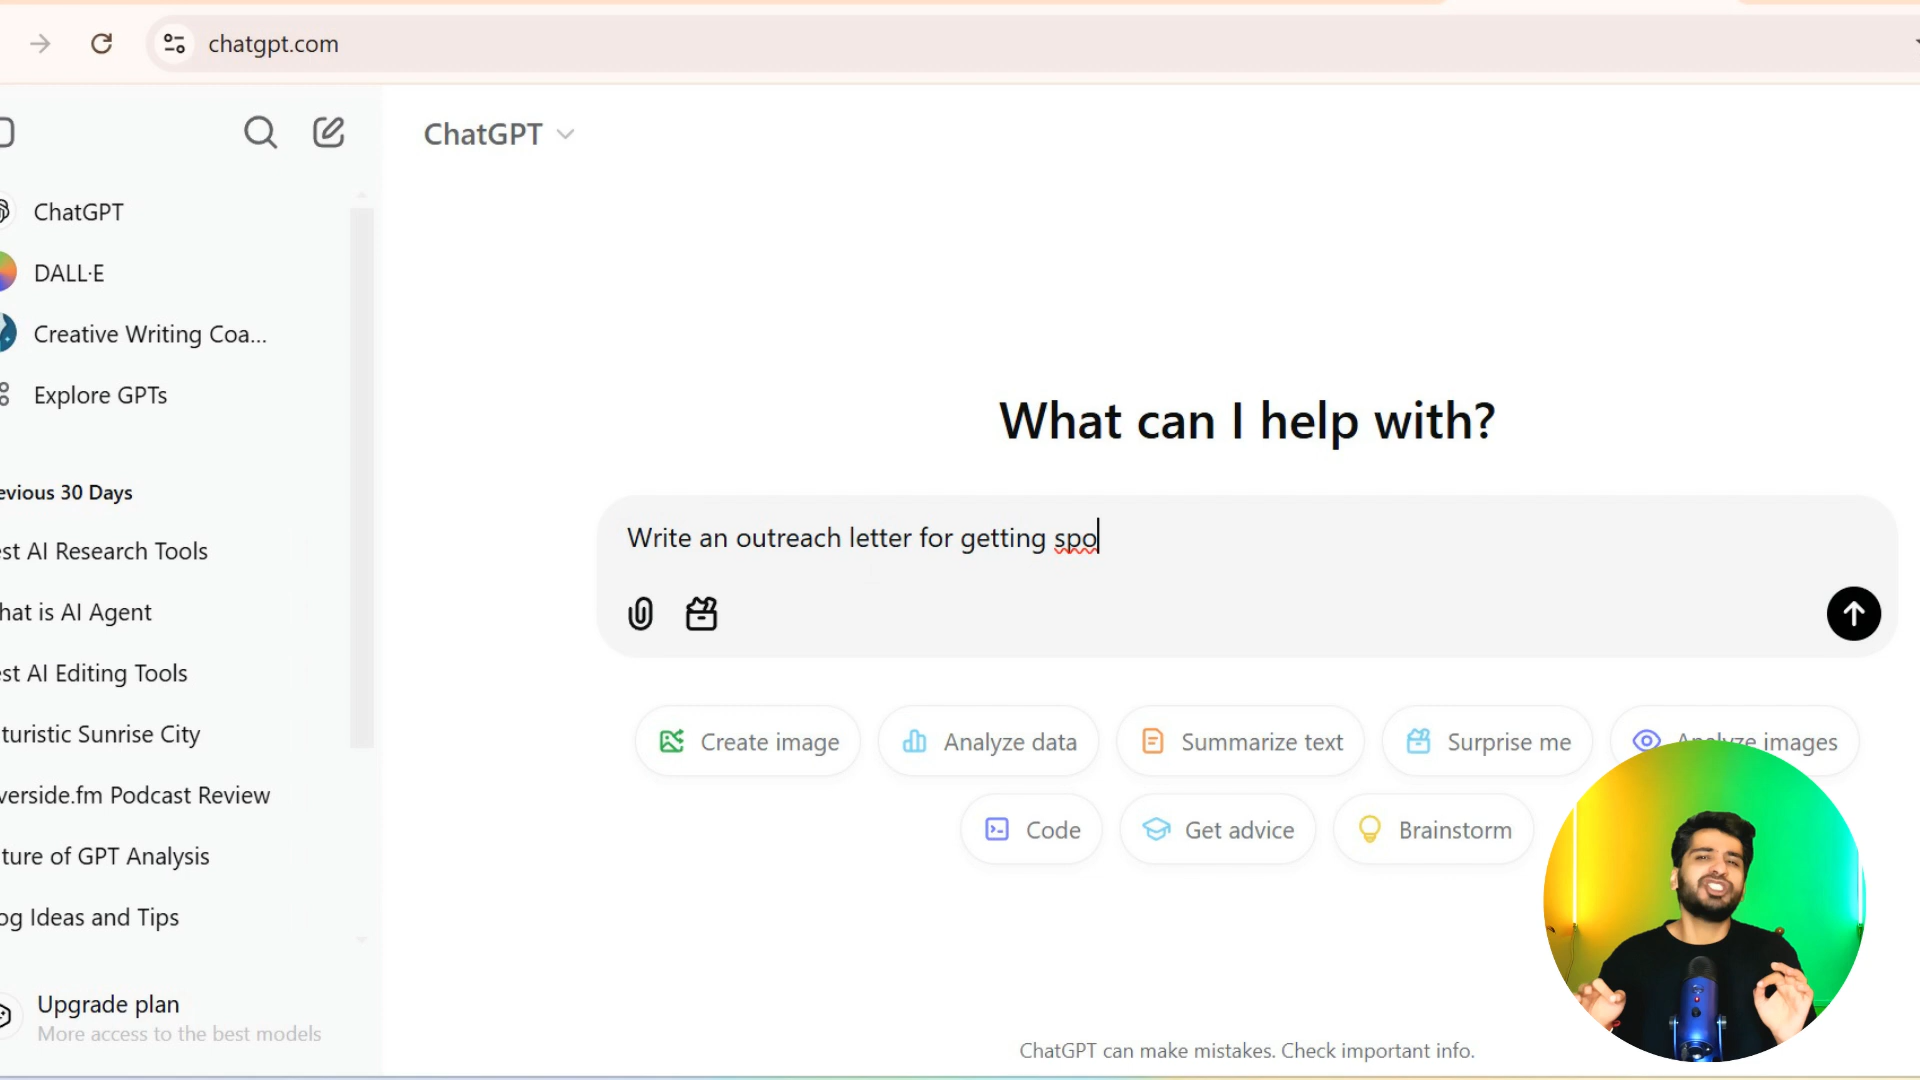 chatgpt.com
ChatGPT
ChatGPT
DALL·E
Creative Writing Coa...
Explore GPTs
evious 30 Days
st AI Research Tools
hat is AI Agent
st AI Editing Tools
turistic Sunrise City
verside.fm Podcast Review
ture of GPT Analysis
og Ideas and Tips
Upgrade plan
More access to the best models
What can I help with?
Write an outreach letter for getting spo
Create image
Analyze data
Summarize text
Surprise me
Analyze images
Code
Get advice
Brainstorm
ChatGPT can make mistakes. Check important info.